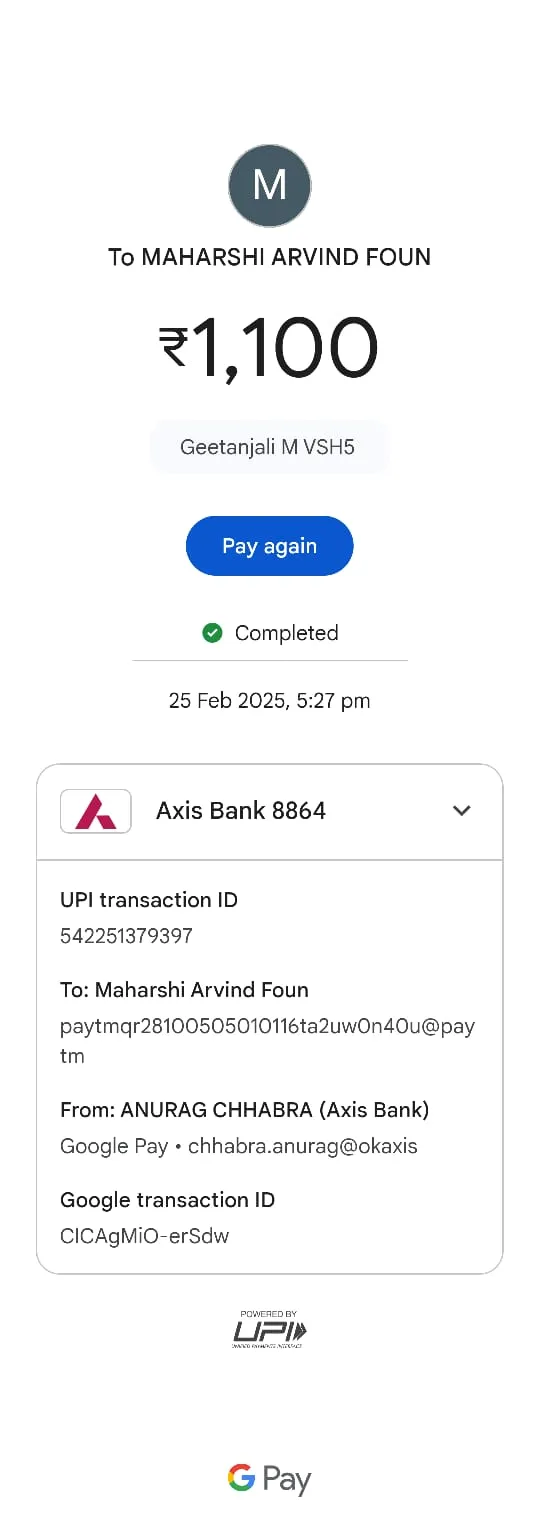 M
To MAHARSHI ARVIND FOUN
₹1,100
Geetanjali M VSH5
Pay again
Completed
25 Feb 2025, 5:27 pm
Axis Bank 8864
UPI transaction ID
542251379397
To: Maharshi Arvind Foun
paytmqr28100505010116ta2uw0n40u@pay
tm
From: ANURAG CHHABRA (Axis Bank)
Google Pay • chhabra.anurag@okaxis
Google transaction ID
CICAgMiO-erSdw
POWERED BY
UPI
UNIFIED PAYMENTS INTERFACE
G Pay